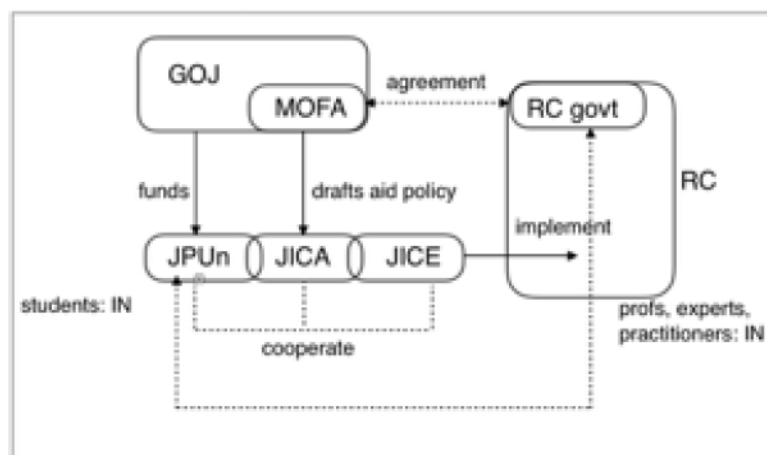 GOJ
MOFA
agreement
RC govt
RC
funds
drafts aid policy
implement
JPUn
JICA
JICE
students: IN
cooperate
profs, experts,
practitioners: IN